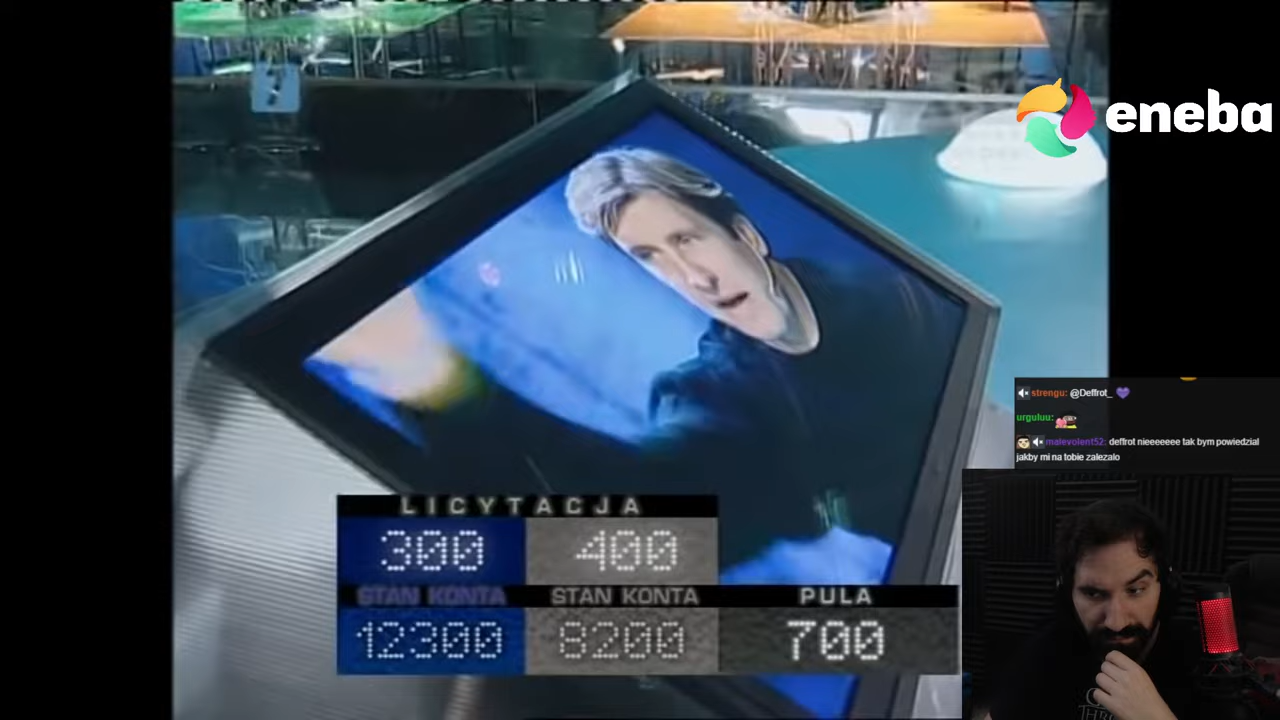 eneba
strengu: @Deffrot_
urguluu:
malevolent52: deffrot nieeeeeee tak bym powiedzial
jakby mi na tobie zalezalo
LICYTACJA
300 400
STAN KONTA STAN KONTA PULA
12300 8200 700